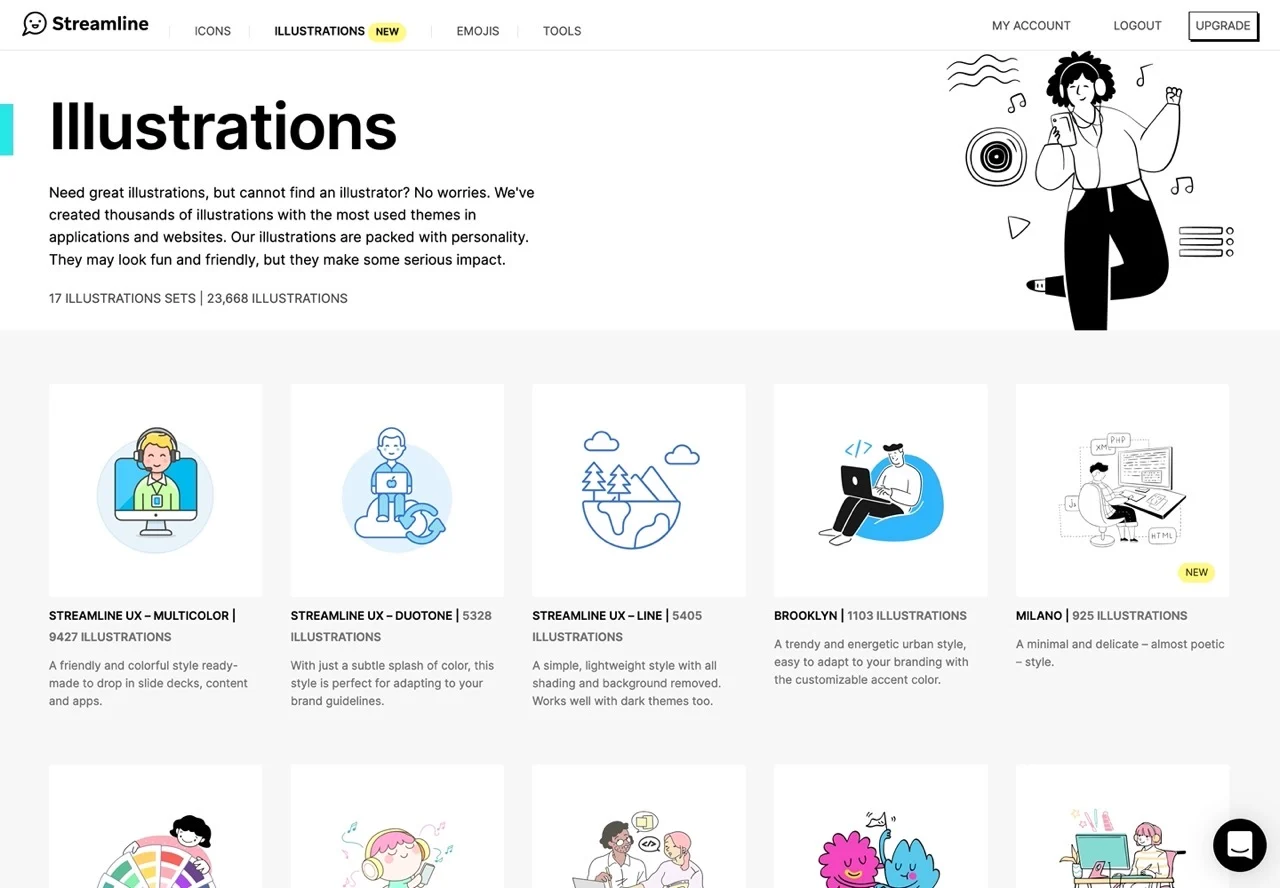 Streamline
ICONS
ILLUSTRATIONS NEW
EMOJIS
TOOLS
MY ACCOUNT
LOGOUT
UPGRADE
Illustrations
Need great illustrations, but cannot find an illustrator? No worries. We've
created thousands of illustrations with the most used themes in
applications and websites. Our illustrations are packed with personality.
They may look fun and friendly, but they make some serious impact.
17 ILLUSTRATIONS SETS | 23,668 ILLUSTRATIONS
</>
XM
PHP
Js
HTML
NEW
STREAMLINE UX – MULTICOLOR |
9427 ILLUSTRATIONS
A friendly and colorful style ready-
made to drop in slide decks, content
and apps.
STREAMLINE UX – DUOTONE | 5328
ILLUSTRATIONS
With just a subtle splash of color, this
style is perfect for adapting to your
brand guidelines.
STREAMLINE UX – LINE | 5405
ILLUSTRATIONS
A simple, lightweight style with all
shading and background removed.
Works well with dark themes too.
BROOKLYN | 1103 ILLUSTRATIONS
A trendy and energetic urban style,
easy to adapt to your branding with
the customizable accent color.
MILANO | 925 ILLUSTRATIONS
A minimal and delicate – almost poetic
– style.
</>